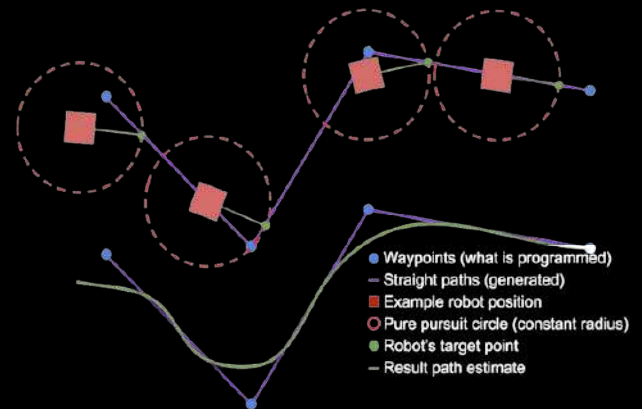 Waypoints (what is programmed)
Straight paths (generated)
Example robot position
Pure pursuit circle (constant radius)
Robot's target point
Result path estimate